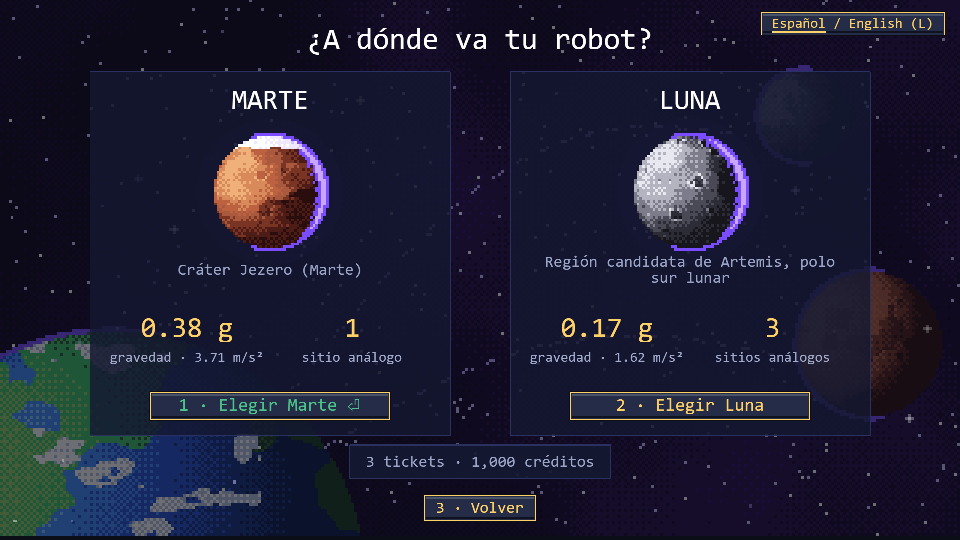 Español / English (L)
¿A dónde va tu robot?
MARTE
Cráter Jezero (Marte)
0.38 g
gravedad · 3.71 m/s²
1
sitio análogo
1 · Elegir Marte ⏎
LUNA
Región candidata de Artemis, polo
sur lunar
0.17 g
gravedad · 1.62 m/s²
3
sitios análogos
2 · Elegir Luna
3 tickets · 1,000 créditos
3 · Volver